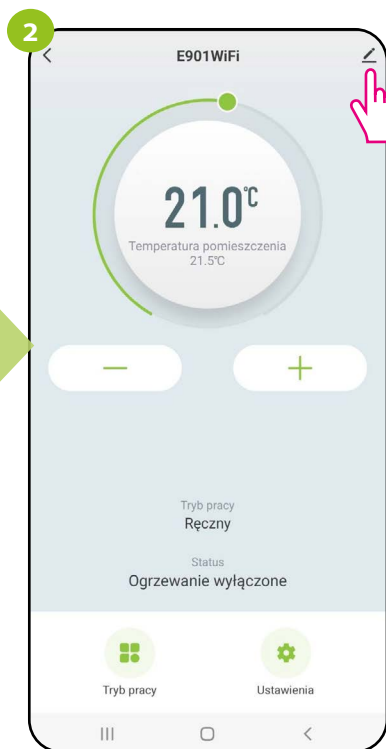 2
E901WiFi
21.0°C
Temperatura pomieszczenia
21.5°C
Tryb pracy
Ręczny
Status
Ogrzewanie wyłączone
Tryb pracy
Ustawienia